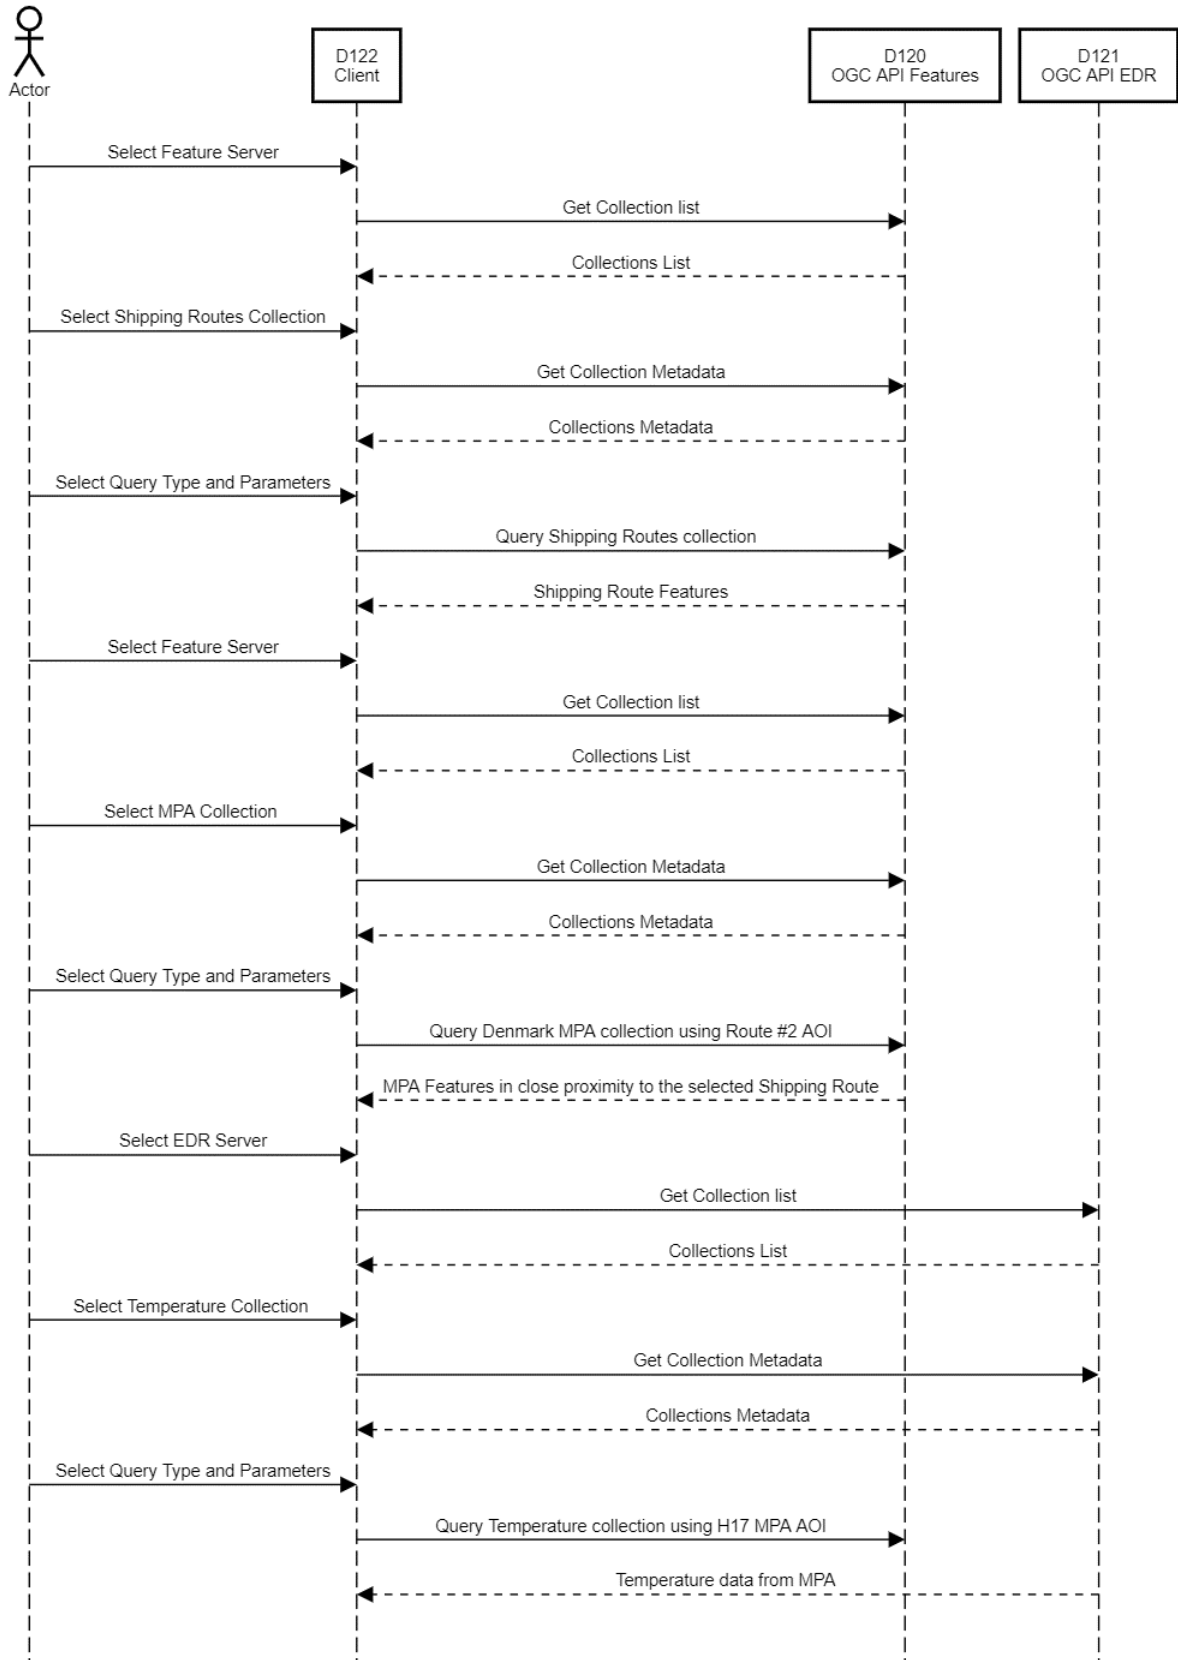 D122
Client
D120
OGC API Features
D121
OGC API EDR
Actor
Select Feature Server
Get Collection list
Collections List
Select Shipping Routes Collection
Get Collection Metadata
Collections Metadata
Select Query Type and Parameters
Query Shipping Routes collection
Shipping Route Features
Select Feature Server
Get Collection list
Collections List
Select MPA Collection
Get Collection Metadata
Collections Metadata
Select Query Type and Parameters
Query Denmark MPA collection using Route #2 AOI
MPA Features in close proximity to the selected Shipping Route
Select EDR Server
Get Collection list
Collections List
Select Temperature Collection
Get Collection Metadata
Collections Metadata
Select Query Type and Parameters
Query Temperature collection using H17 MPA AOI
Temperature data from MPA